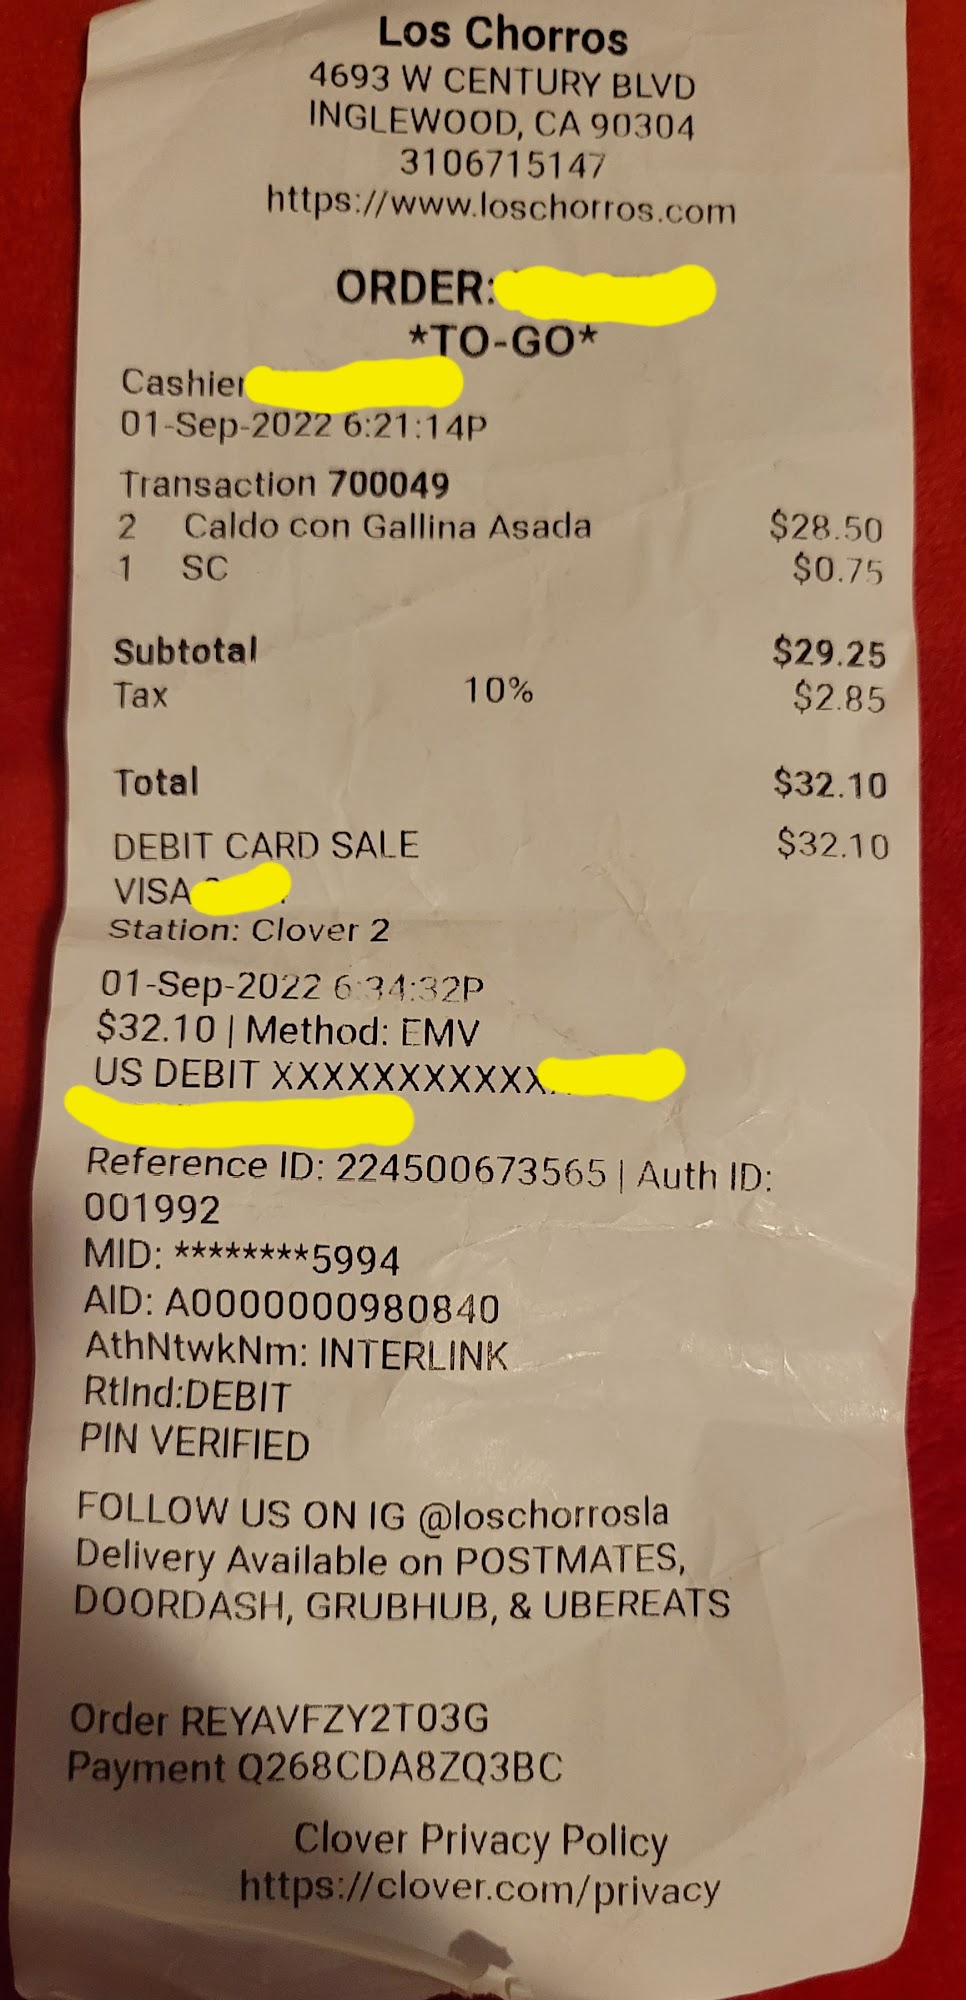 Los Chorros
4693 W CENTURY BLVD
INGLEWOOD, CA 90304
3106715147
https://www.loschorros.com
ORDER:
*TO-GO*
Cashier
01-Sep-2022 6:21:14P
Transaction 700049
2 Caldo con Gallina Asada $28.50
1 SC $0.75
Subtotal $29.25
Tax 10% $2.85
Total $32.10
DEBIT CARD SALE $32.10
VISA
Station: Clover 2
01-Sep-2022 6:34:32P
$32.10 | Method: EMV
US DEBIT XXXXXXXXXXX
Reference ID: 224500673565 | Auth ID:
001992
MID: ********5994
AID: A0000000980840
AthNtwkNm: INTERLINK
RtInd:DEBIT
PIN VERIFIED
FOLLOW US ON IG @loschorrosla
Delivery Available on POSTMATES,
DOORDASH, GRUBHUB, & UBEREATS
Order REYAVFZY2T03G
Payment Q268CDA8ZQ3BC
Clover Privacy Policy
https://clover.com/privacy